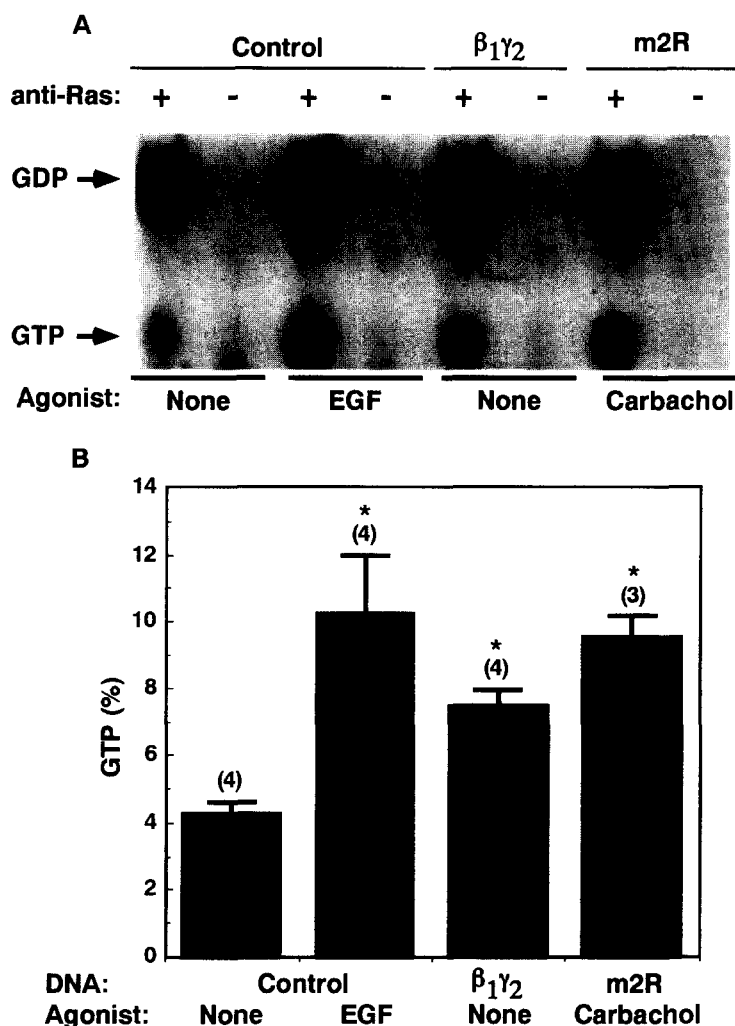 A
Control β₁γ₂ m2R
anti-Ras: + - + - + - + -
GDP
GTP
Agonist: None EGF None Carbachol
B
14
12
10
8
6
4
2
0
GTP (%)
(4)
*
(4)
*
(4)
*
(3)
DNA: Control β₁γ₂ m2R
Agonist: None EGF None Carbachol